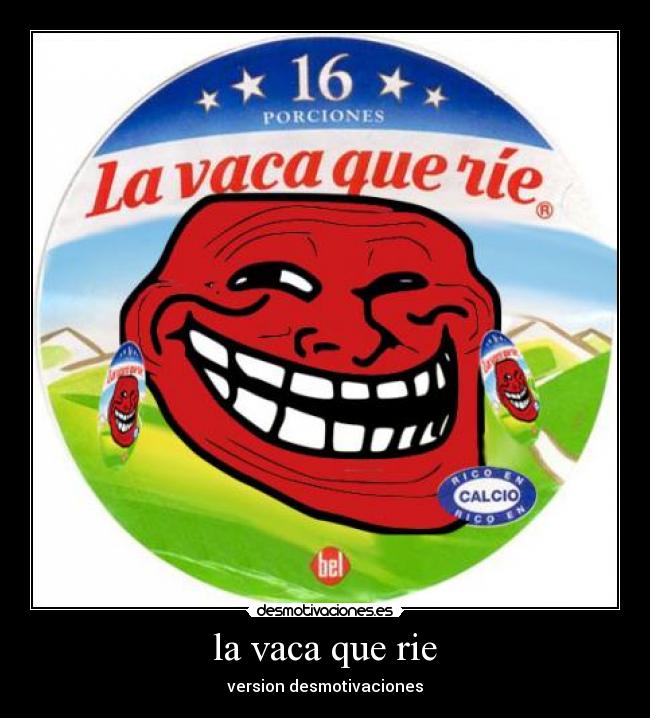 16
PORCIONES
La vaca que ríe
®
RICO EN
CALCIO
RICO EN
bel
desmotivaciones.es
la vaca que rie
version desmotivaciones